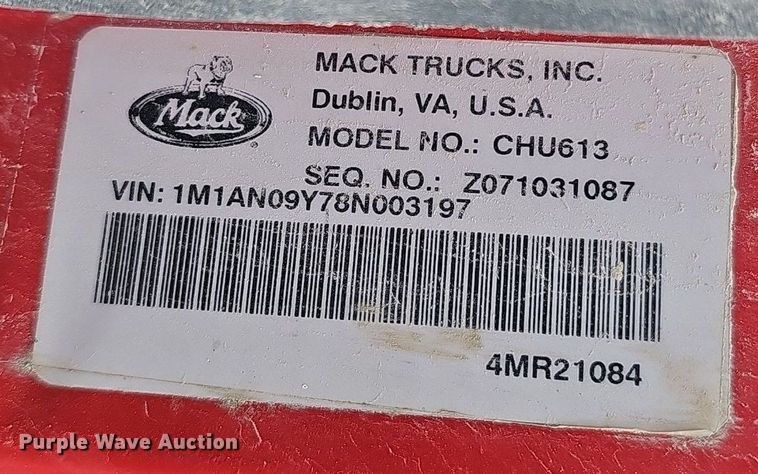 Mack
MACK TRUCKS, INC.
Dublin, VA, U.S.A.
MODEL NO.: CHU613
SEQ. NO.: Z071031087
VIN: 1M1AN09Y78N003197
4MR21084
Purple Wave Auction